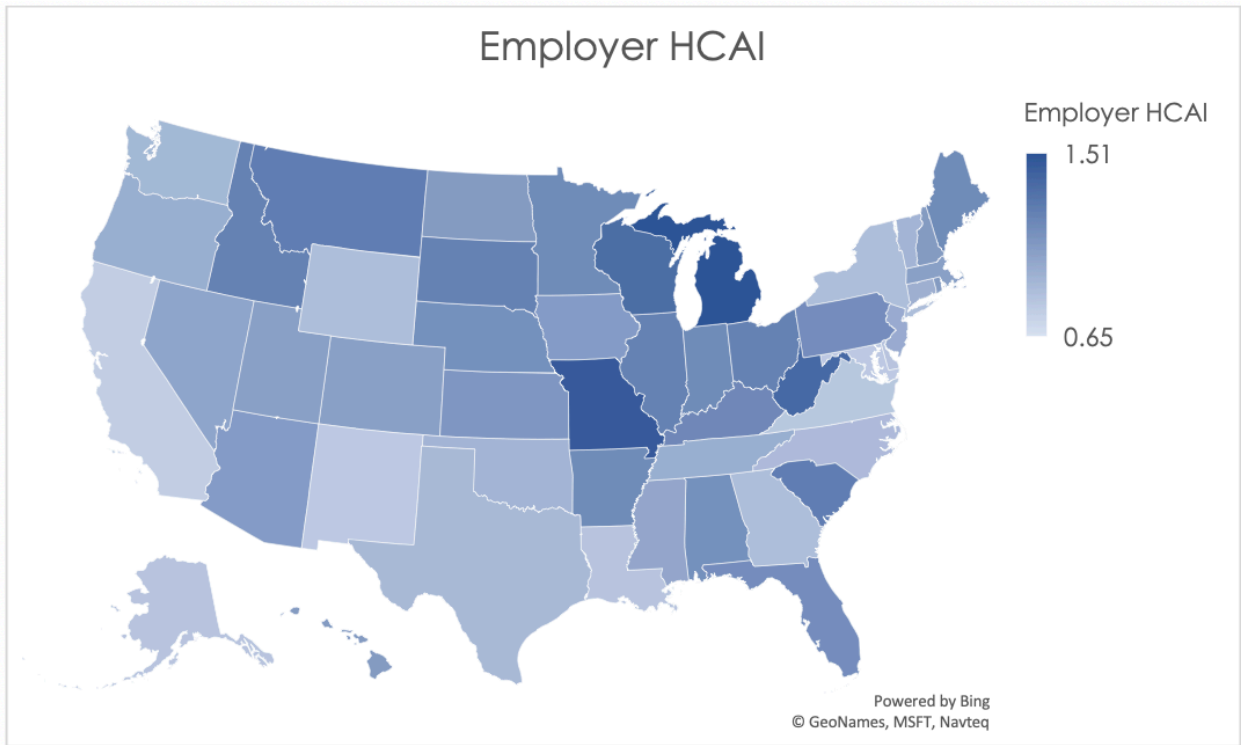 Employer HCAI
Employer HCAI
1.51
0.65
Powered by Bing
© GeoNames, MSFT, Navteq